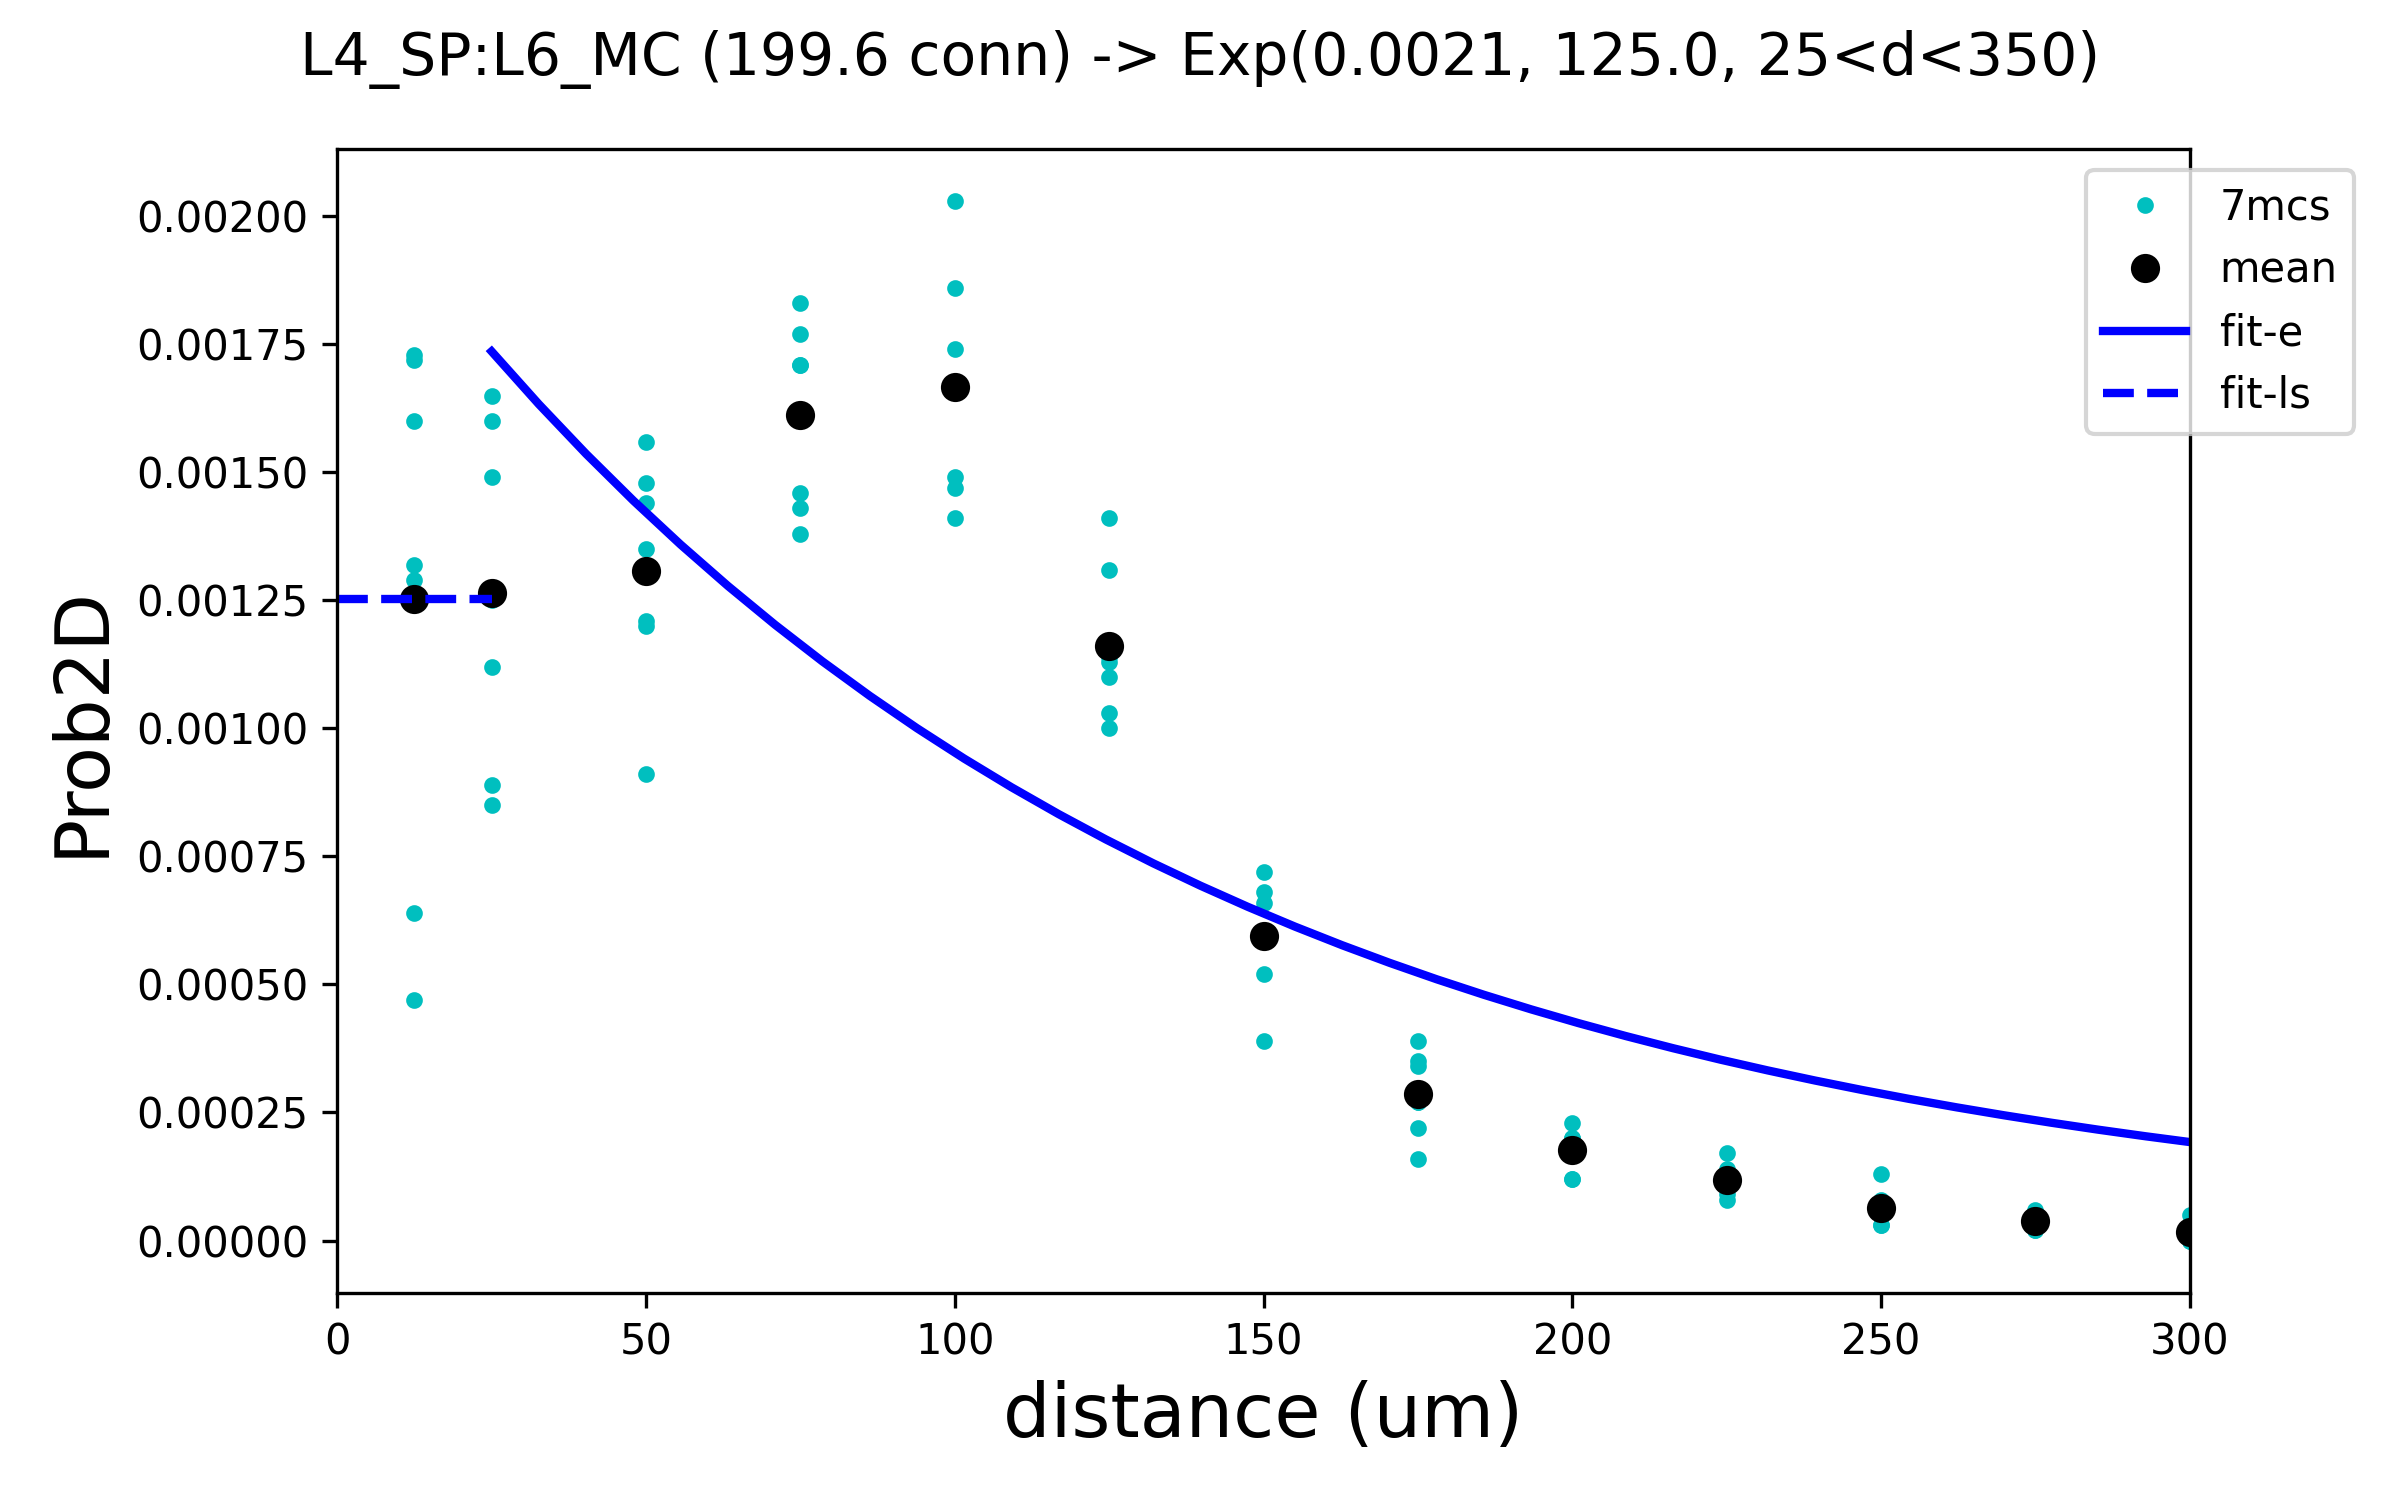 L4_SP:L6_MC (199.6 conn) -> Exp(0.0021, 125.0, 25<d<350)
7mcs
mean
fit-e
fit-ls
Prob2D
0.00200
0.00175
0.00150
0.00125
0.00100
0.00075
0.00050
0.00025
0.00000
0 50 100 150 200 250 300
distance (um)